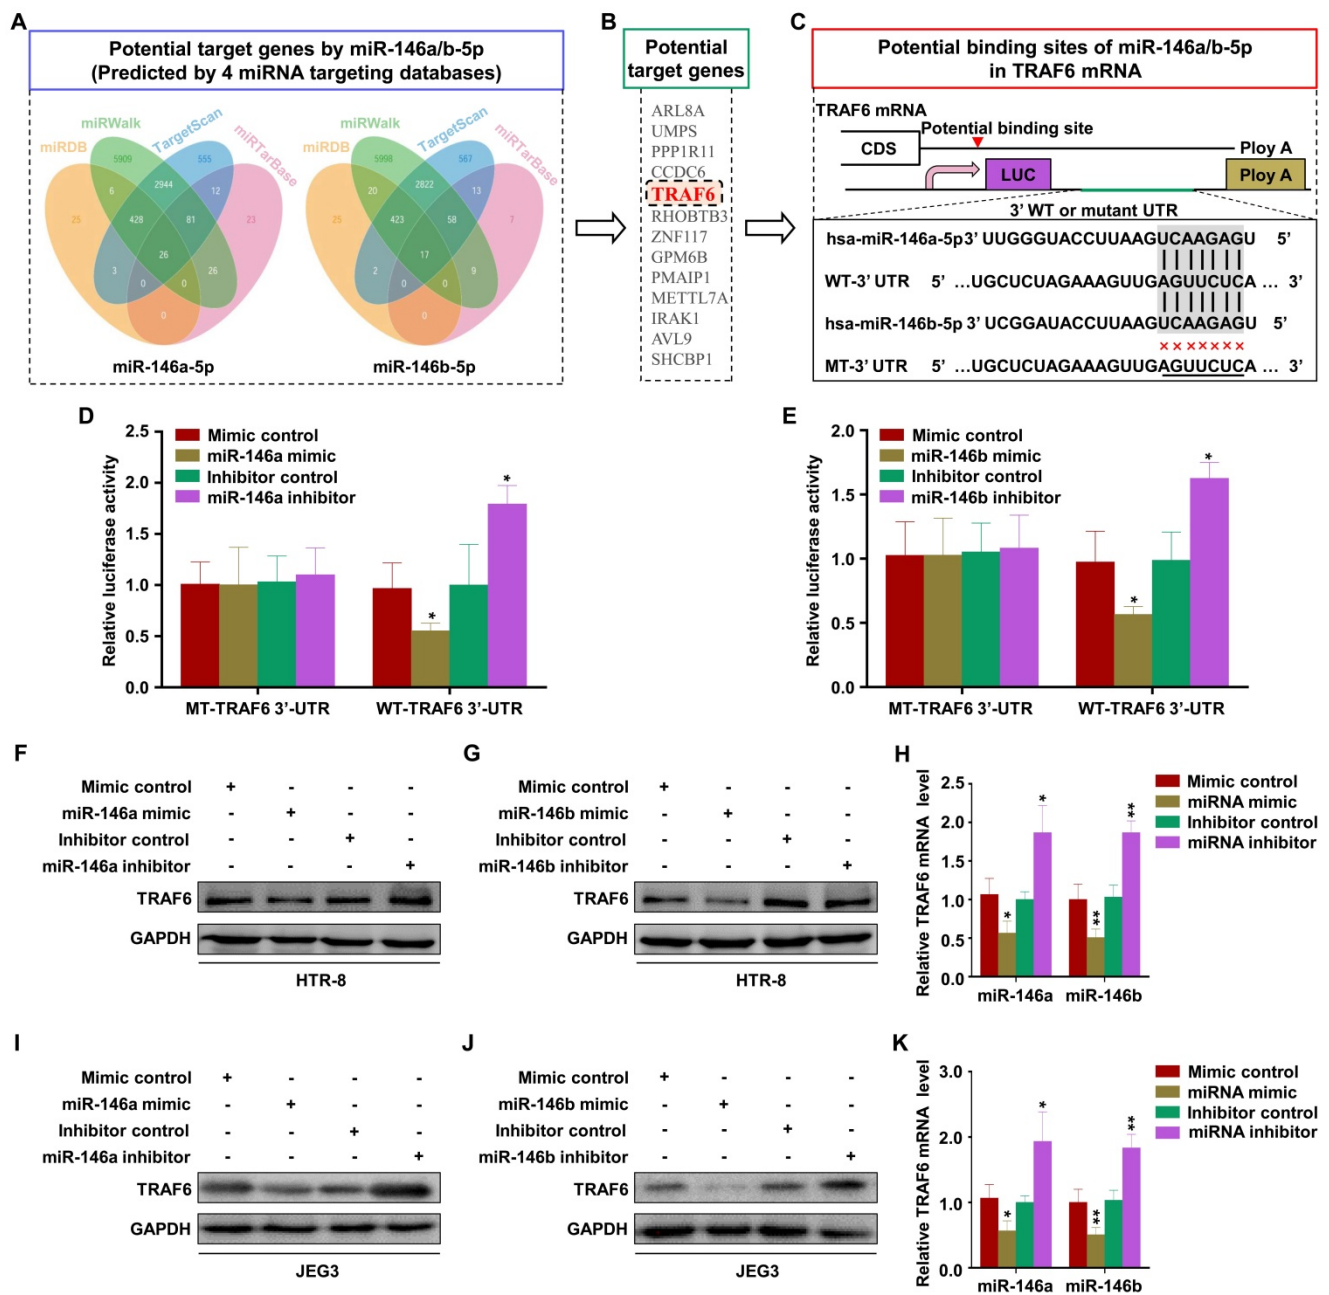 A
Potential target genes by miR-146a/b-5p
(Predicted by 4 miRNA targeting databases)
miRDB
miRWalk
TargetScan
miRTarBase
5909
555
6
2944
12
25
428
81
23
26
3
0
0
26
0
miR-146a-5p
miRDB
miRWalk
TargetScan
miRTarBase
5998
567
20
2822
13
25
423
58
7
17
2
0
0
9
0
miR-146b-5p
B
Potential
target genes
ARL8A
UMPS
PPP1R11
CCDC6
TRAF6
RHOBTB3
ZNF117
GPM6B
PMAIP1
METTL7A
IRAK1
AVL9
SHCBP1
C
Potential binding sites of miR-146a/b-5p
in TRAF6 mRNA
TRAF6 mRNA
Potential binding site
CDS
Ploy A
LUC
Ploy A
3' WT or mutant UTR
hsa-miR-146a-5p3' UUGGGUACCUUAAGUCAAGAGU 5'
WT-3' UTR 5' ...UGCUCUAGAAAGUUGAGUUCUCA ... 3'
hsa-miR-146b-5p 3' UCGGAUACCUUAAGUCAAGAGU 5'
×××××××
MT-3' UTR 5' ...UGCUCUAGAAAGUUGAGUUCUCA ... 3'
D
Relative luciferase activity
2.5
2.0
1.5
1.0
0.5
0.0
Mimic control
miR-146a mimic
Inhibitor control
miR-146a inhibitor
*
*
MT-TRAF6 3'-UTR
WT-TRAF6 3'-UTR
E
Relative luciferase activity
2.0
1.5
1.0
0.5
0.0
Mimic control
miR-146b mimic
Inhibitor control
miR-146b inhibitor
*
*
MT-TRAF6 3'-UTR
WT-TRAF6 3'-UTR
F
Mimic control + - - -
miR-146a mimic - + - -
Inhibitor control - - + -
miR-146a inhibitor - - - +
TRAF6
GAPDH
HTR-8
G
Mimic control + - - -
miR-146b mimic - + - -
Inhibitor control - - + -
miR-146b inhibitor - - - +
TRAF6
GAPDH
HTR-8
H
Relative TRAF6 mRNA level
2.5
2.0
1.5
1.0
0.5
0.0
*
*
**
**
miR-146a
miR-146b
Mimic control
miRNA mimic
Inhibitor control
miRNA inhibitor
I
Mimic control + - - -
miR-146a mimic - + - -
Inhibitor control - - + -
miR-146a inhibitor - - - +
TRAF6
GAPDH
JEG3
J
Mimic control + - - -
miR-146b mimic - + - -
Inhibitor control - - + -
miR-146b inhibitor - - - +
TRAF6
GAPDH
JEG3
K
Relative TRAF6 mRNA level
3.0
2.0
1.0
0.0
*
*
**
**
miR-146a
miR-146b
Mimic control
miRNA mimic
Inhibitor control
miRNA inhibitor